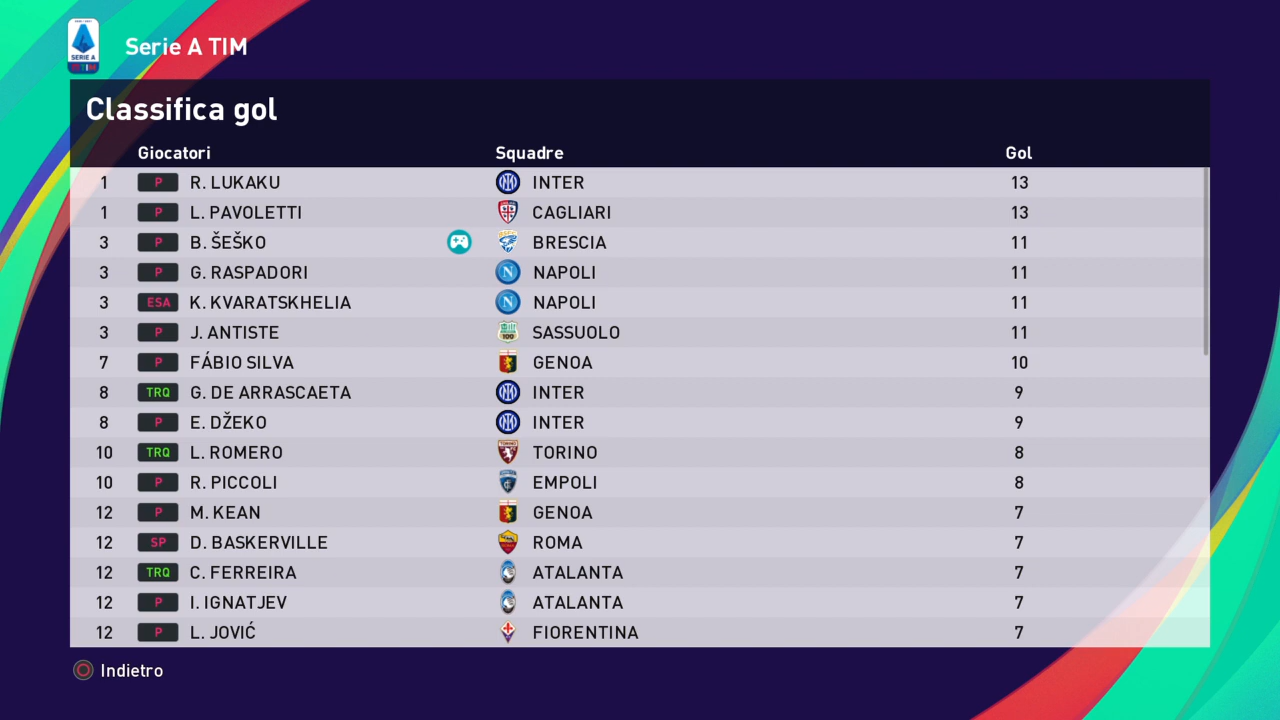 Serie A TIM
Classifica gol
Giocatori Squadre Gol
1 P R. LUKAKU INTER 13
1 P L. PAVOLETTI CAGLIARI 13
3 P B. ŠEŠKO BRESCIA 11
3 P G. RASPADORI NAPOLI 11
3 ESA K. KVARATSKHELIA NAPOLI 11
3 P J. ANTISTE SASSUOLO 11
7 P FÁBIO SILVA GENOA 10
8 TRQ G. DE ARRASCAETA INTER 9
8 P E. DŽEKO INTER 9
10 TRQ L. ROMERO TORINO 8
10 P R. PICCOLI EMPOLI 8
12 P M. KEAN GENOA 7
12 SP D. BASKERVILLE ROMA 7
12 TRQ C. FERREIRA ATALANTA 7
12 P I. IGNATJEV ATALANTA 7
12 P L. JOVIĆ FIORENTINA 7
Indietro